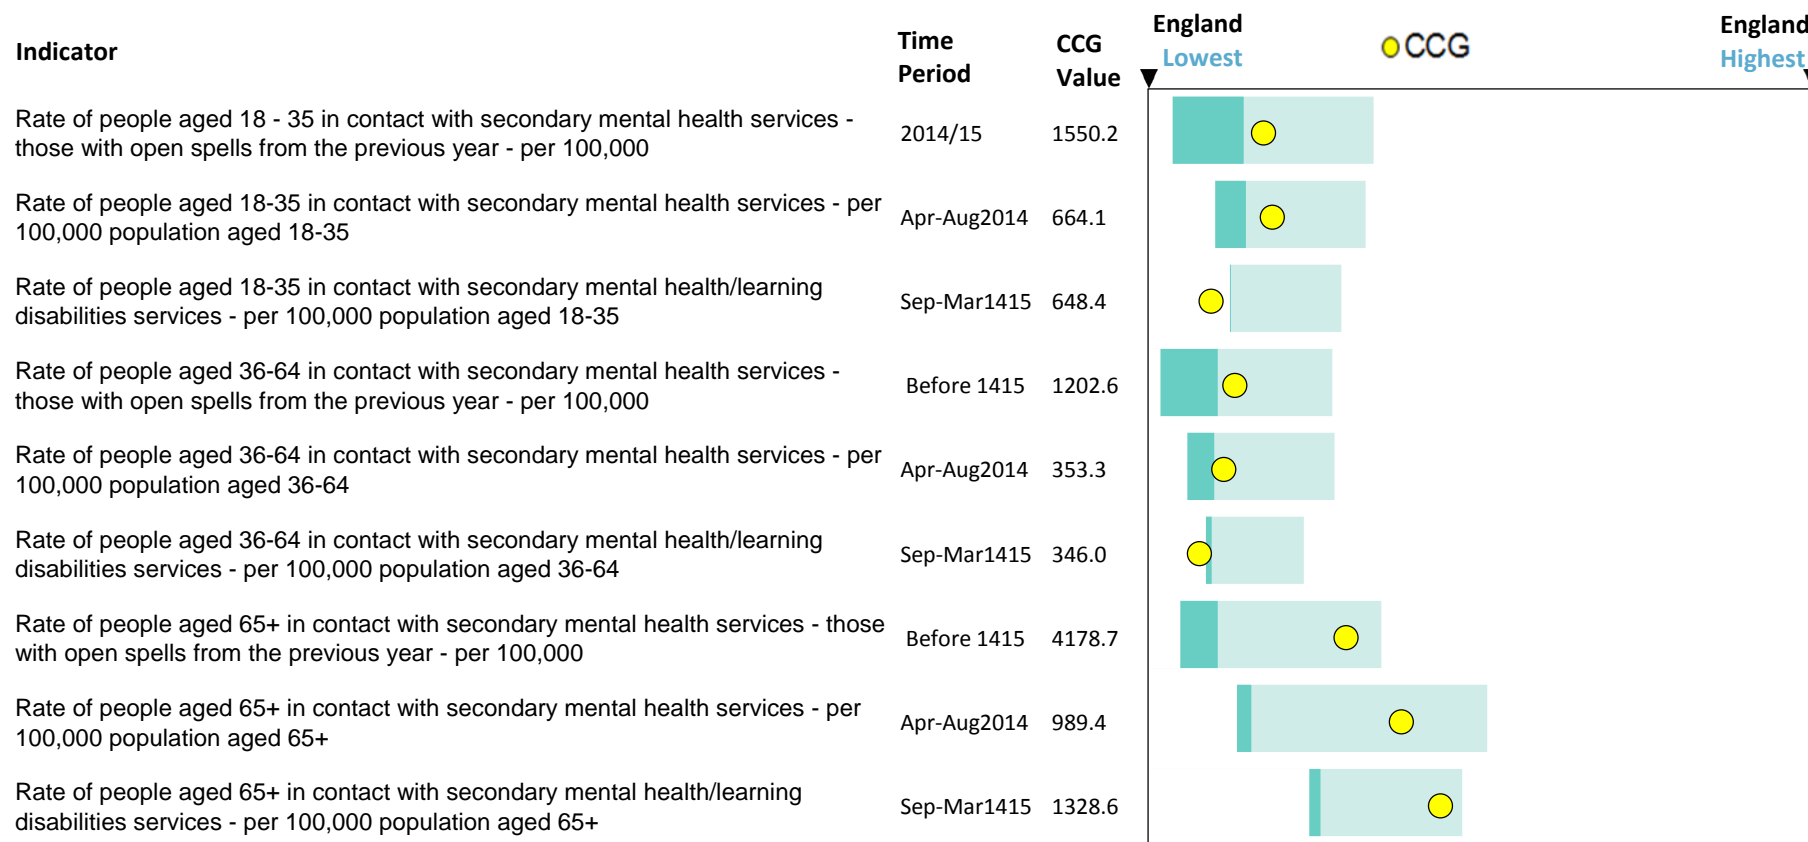 Indicator
Time
Period
CCG
Value
England
Lowest
CCG
England
Highest
Rate of people aged 18 - 35 in contact with secondary mental health services -
those with open spells from the previous year - per 100,000
2014/15
1550.2
Rate of people aged 18-35 in contact with secondary mental health services - per
100,000 population aged 18-35
Apr-Aug2014
664.1
Rate of people aged 18-35 in contact with secondary mental health/learning
disabilities services - per 100,000 population aged 18-35
Sep-Mar1415
648.4
Rate of people aged 36-64 in contact with secondary mental health services -
those with open spells from the previous year - per 100,000
Before 1415
1202.6
Rate of people aged 36-64 in contact with secondary mental health services - per
100,000 population aged 36-64
Apr-Aug2014
353.3
Rate of people aged 36-64 in contact with secondary mental health/learning
disabilities services - per 100,000 population aged 36-64
Sep-Mar1415
346.0
Rate of people aged 65+ in contact with secondary mental health services - those
with open spells from the previous year - per 100,000
Before 1415
4178.7
Rate of people aged 65+ in contact with secondary mental health services - per
100,000 population aged 65+
Apr-Aug2014
989.4
Rate of people aged 65+ in contact with secondary mental health/learning
disabilities services - per 100,000 population aged 65+
Sep-Mar1415
1328.6